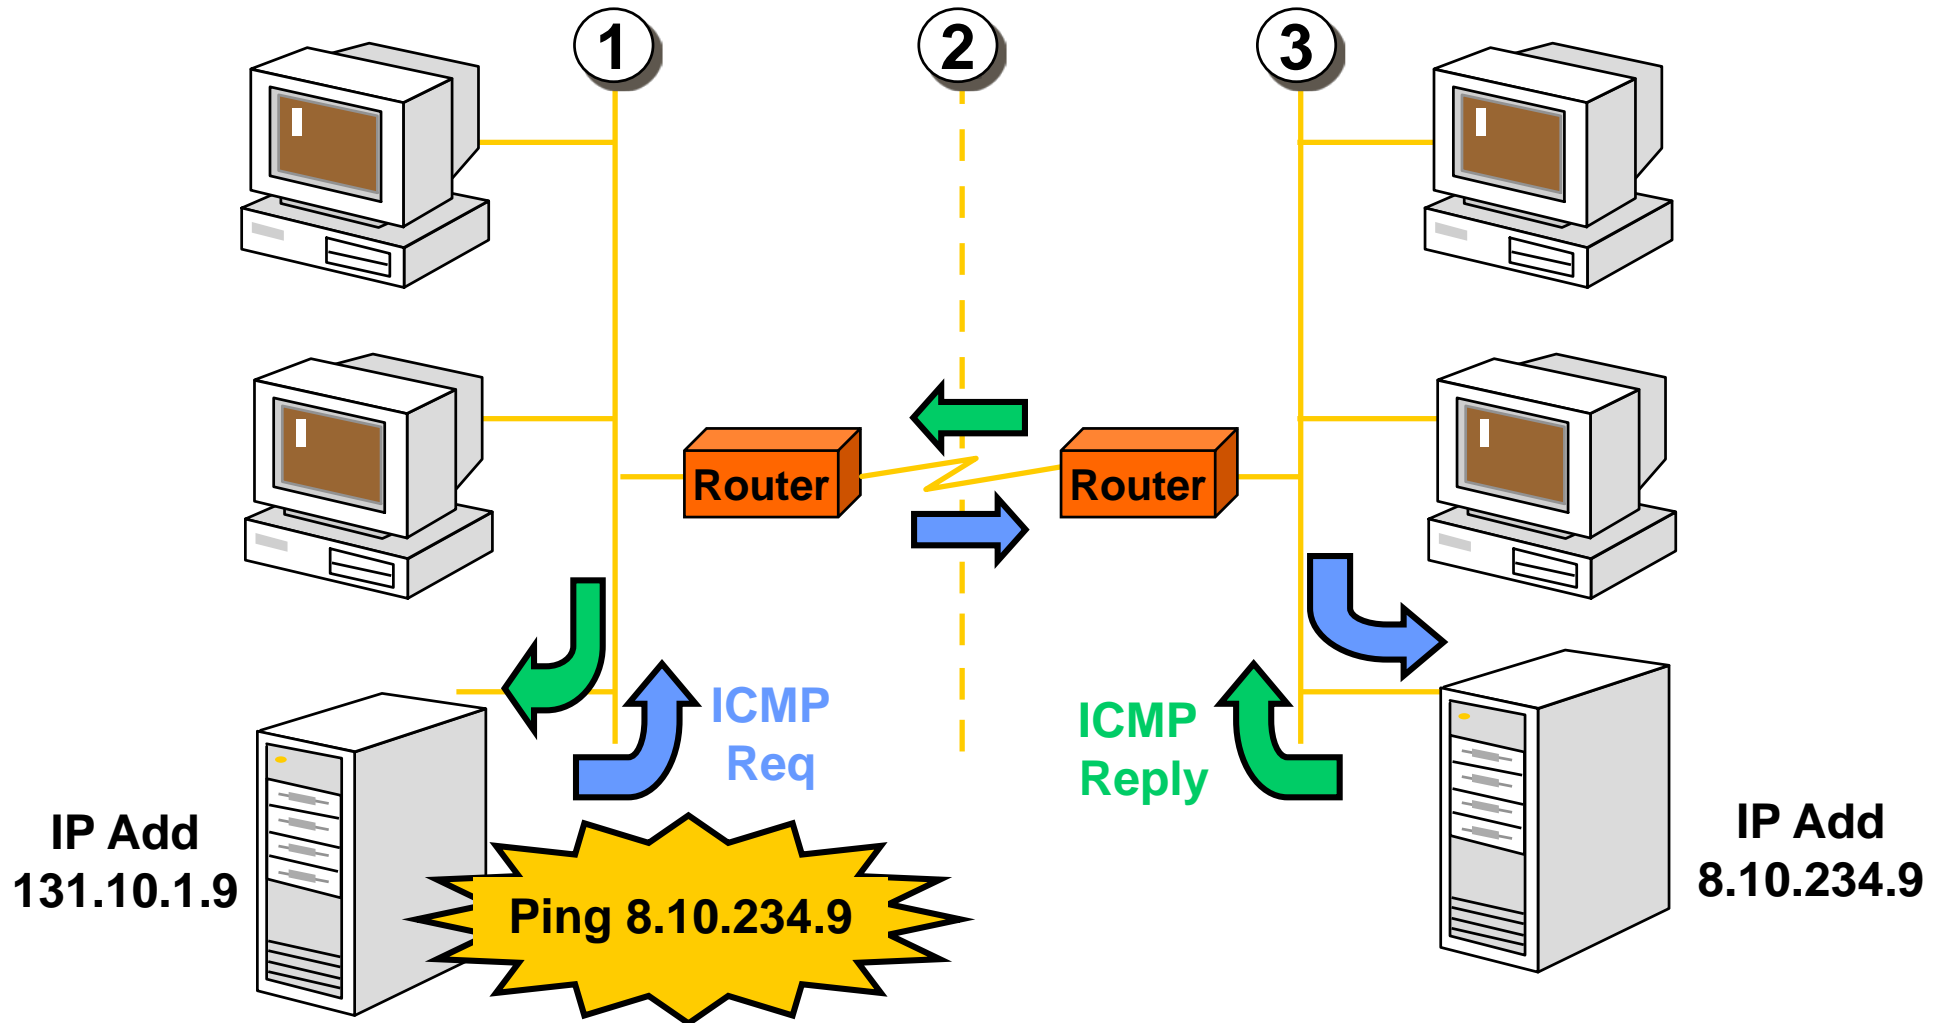 1
2
3
Router
Router
ICMP
Req
ICMP
Reply
IP Add
131.10.1.9
Ping 8.10.234.9
IP Add
8.10.234.9